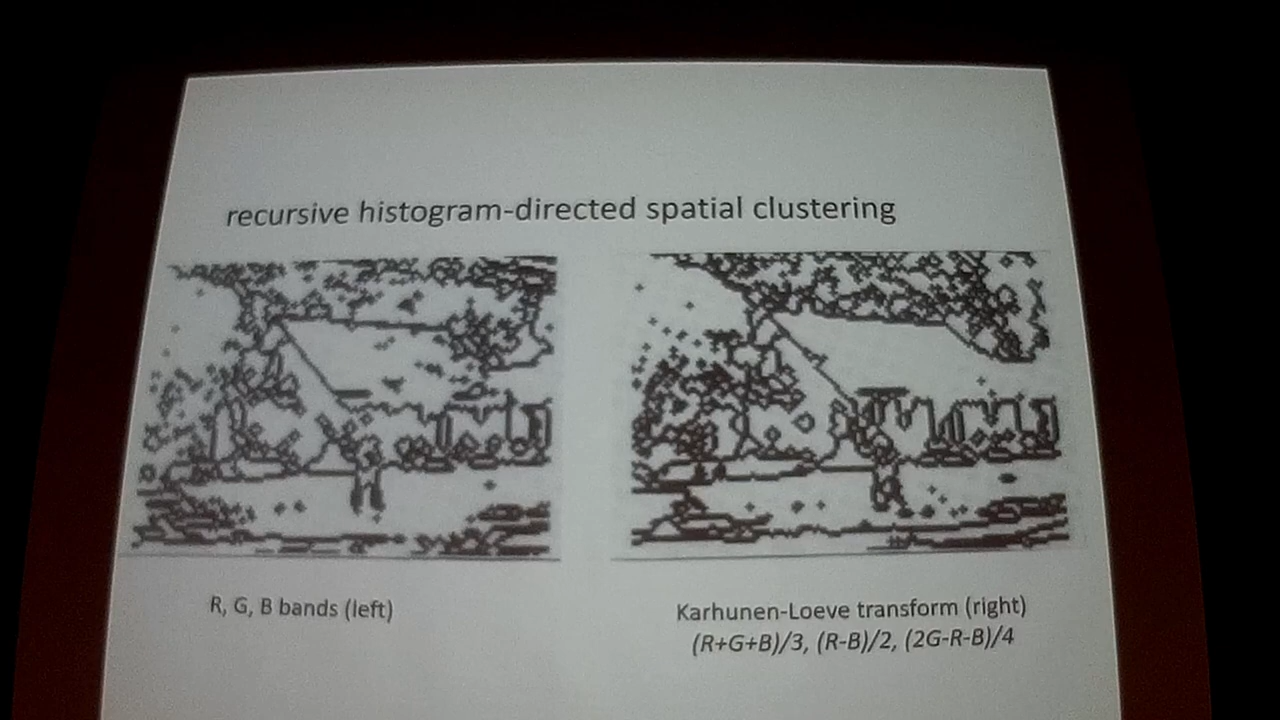 recursive histogram-directed spatial clustering
R, G, B bands (left)
Karhunen-Loeve transform (right)
(R+G+B)/3, (R-B)/2, (2G-R-B)/4